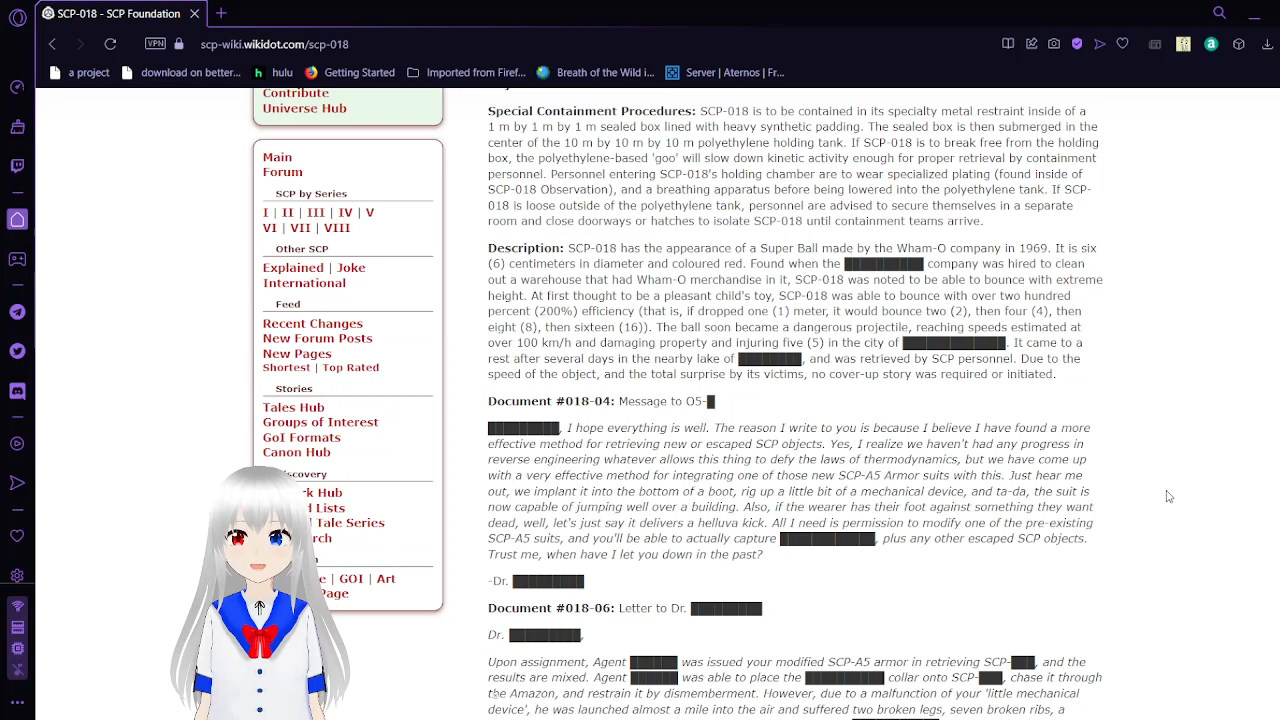 SCP-018 - SCP Foundation
VPN
scp-wiki.wikidot.com/scp-018
a project
download on better...
hulu
Getting Started
Imported from Firef...
Breath of the Wild i...
Server | Aternos | Fr...
Contribute
Universe Hub
Main
Forum
SCP by Series
I | II | III | IV | V
VI | VII | VIII
Other SCP
Explained | Joke
International
Feed
Recent Changes
New Forum Posts
New Pages
Shortest | Top Rated
Stories
Tales Hub
Groups of Interest
GoI Formats
Canon Hub
iscovery
rk Hub
d Lists
Tale Series
rch
e | GOI | Art
Page
Special Containment Procedures: SCP-018 is to be contained in its specialty metal restraint inside of a
1 m by 1 m by 1 m sealed box lined with heavy synthetic padding. The sealed box is then submerged in the
center of the 10 m by 10 m by 10 m polyethylene holding tank. If SCP-018 is to break free from the holding
box, the polyethylene-based 'goo' will slow down kinetic activity enough for proper retrieval by containment
personnel. Personnel entering SCP-018's holding chamber are to wear specialized plating (found inside of
SCP-018 Observation), and a breathing apparatus before being lowered into the polyethylene tank. If SCP-
018 is loose outside of the polyethylene tank, personnel are advised to secure themselves in a separate
room and close doorways or hatches to isolate SCP-018 until containment teams arrive.
Description: SCP-018 has the appearance of a Super Ball made by the Wham-O company in 1969. It is six
(6) centimeters in diameter and coloured red. Found when the ██████████ company was hired to clean
out a warehouse that had Wham-O merchandise in it, SCP-018 was noted to be able to bounce with extreme
height. At first thought to be a pleasant child's toy, SCP-018 was able to bounce with over two hundred
percent (200%) efficiency (that is, if dropped one (1) meter, it would bounce two (2), then four (4), then
eight (8), then sixteen (16)). The ball soon became a dangerous projectile, reaching speeds estimated at
over 100 km/h and damaging property and injuring five (5) in the city of █████████████. It came to a
rest after several days in the nearby lake of ████████, and was retrieved by SCP personnel. Due to the
speed of the object, and the total surprise by its victims, no cover-up story was required or initiated.
Document #018-04: Message to O5-█
█████████, I hope everything is well. The reason I write to you is because I believe I have found a more
effective method for retrieving new or escaped SCP objects. Yes, I realize we haven't had any progress in
reverse engineering whatever allows this thing to defy the laws of thermodynamics, but we have come up
with a very effective method for integrating one of those new SCP-A5 Armor suits with this. Just hear me
out, we implant it into the bottom of a boot, rig up a little bit of a mechanical device, and ta-da, the suit is
now capable of jumping well over a building. Also, if the wearer has their foot against something they want
dead, well, let's just say it delivers a helluva kick. All I need is permission to modify one of the pre-existing
SCP-A5 suits, and you'll be able to actually capture ████████████, plus any other escaped SCP objects.
Trust me, when have I let you down in the past?
-Dr. █████████
Document #018-06: Letter to Dr. █████████
Dr. █████████,
Upon assignment, Agent ██████ was issued your modified SCP-A5 armor in retrieving SCP-███, and the
results are mixed. Agent ██████ was able to place the ██████████ collar onto SCP-███, chase it through
the Amazon, and restrain it by dismemberment. However, due to a malfunction of your 'little mechanical
device', he was launched almost a mile into the air and suffered two broken legs, seven broken ribs, a